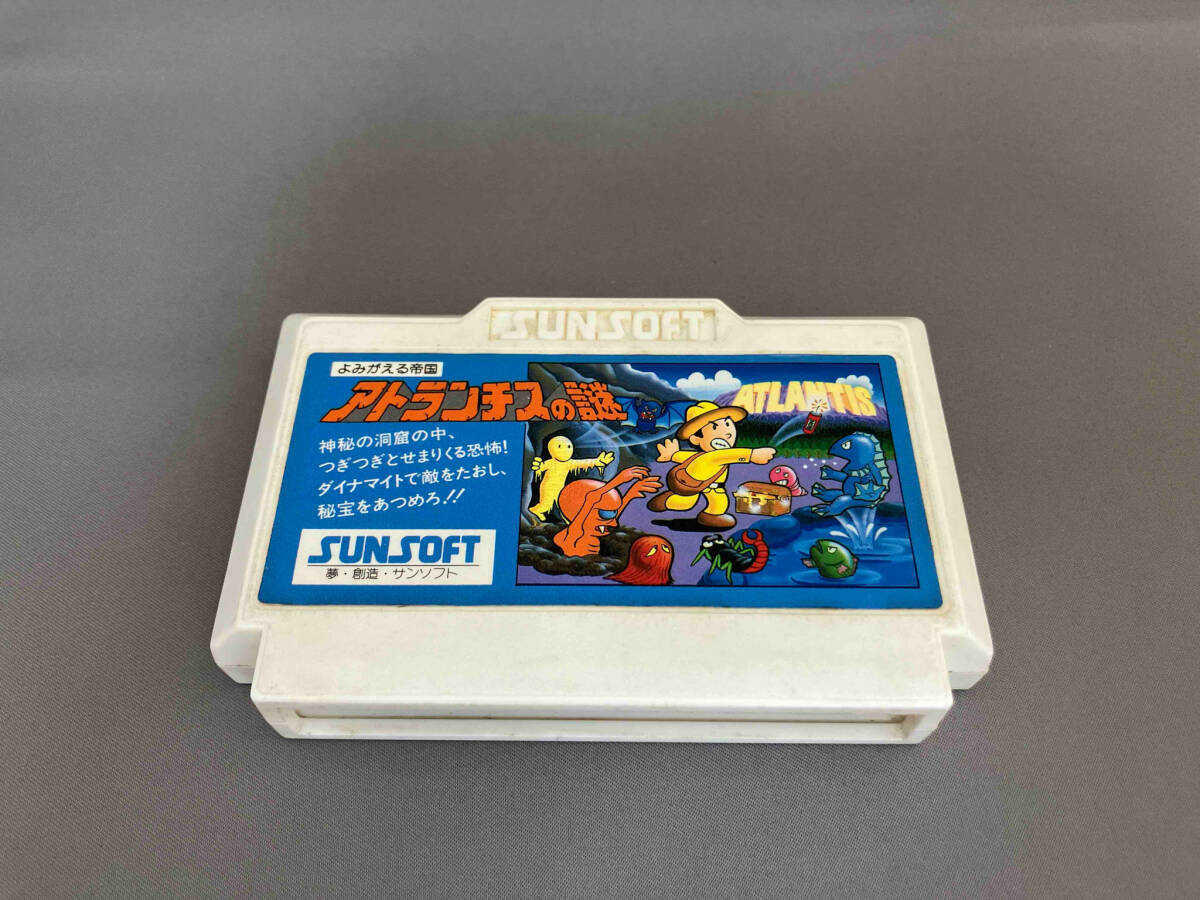 SUNSOFT
よみがえる帝国
アトランチスの謎
神秘の洞窟の中、
つぎつぎとせまりくる恐怖!
ダイナマイトで敵をたおし、
秘宝をあつめろ.!!
SUNSOFT
夢・創造・サンソフト
ATLANTIS